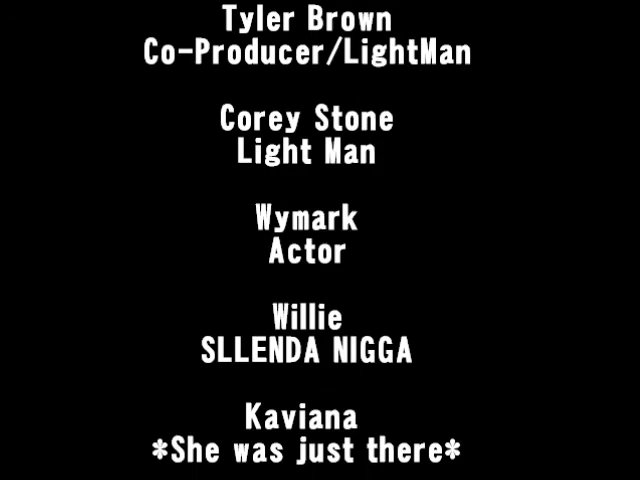 Tyler Brown
Co-Producer/LightMan
Corey Stone
Light Man
Wymark
Actor
Willie
SLLENDA NIGGA
Kaviana
*She was just there*